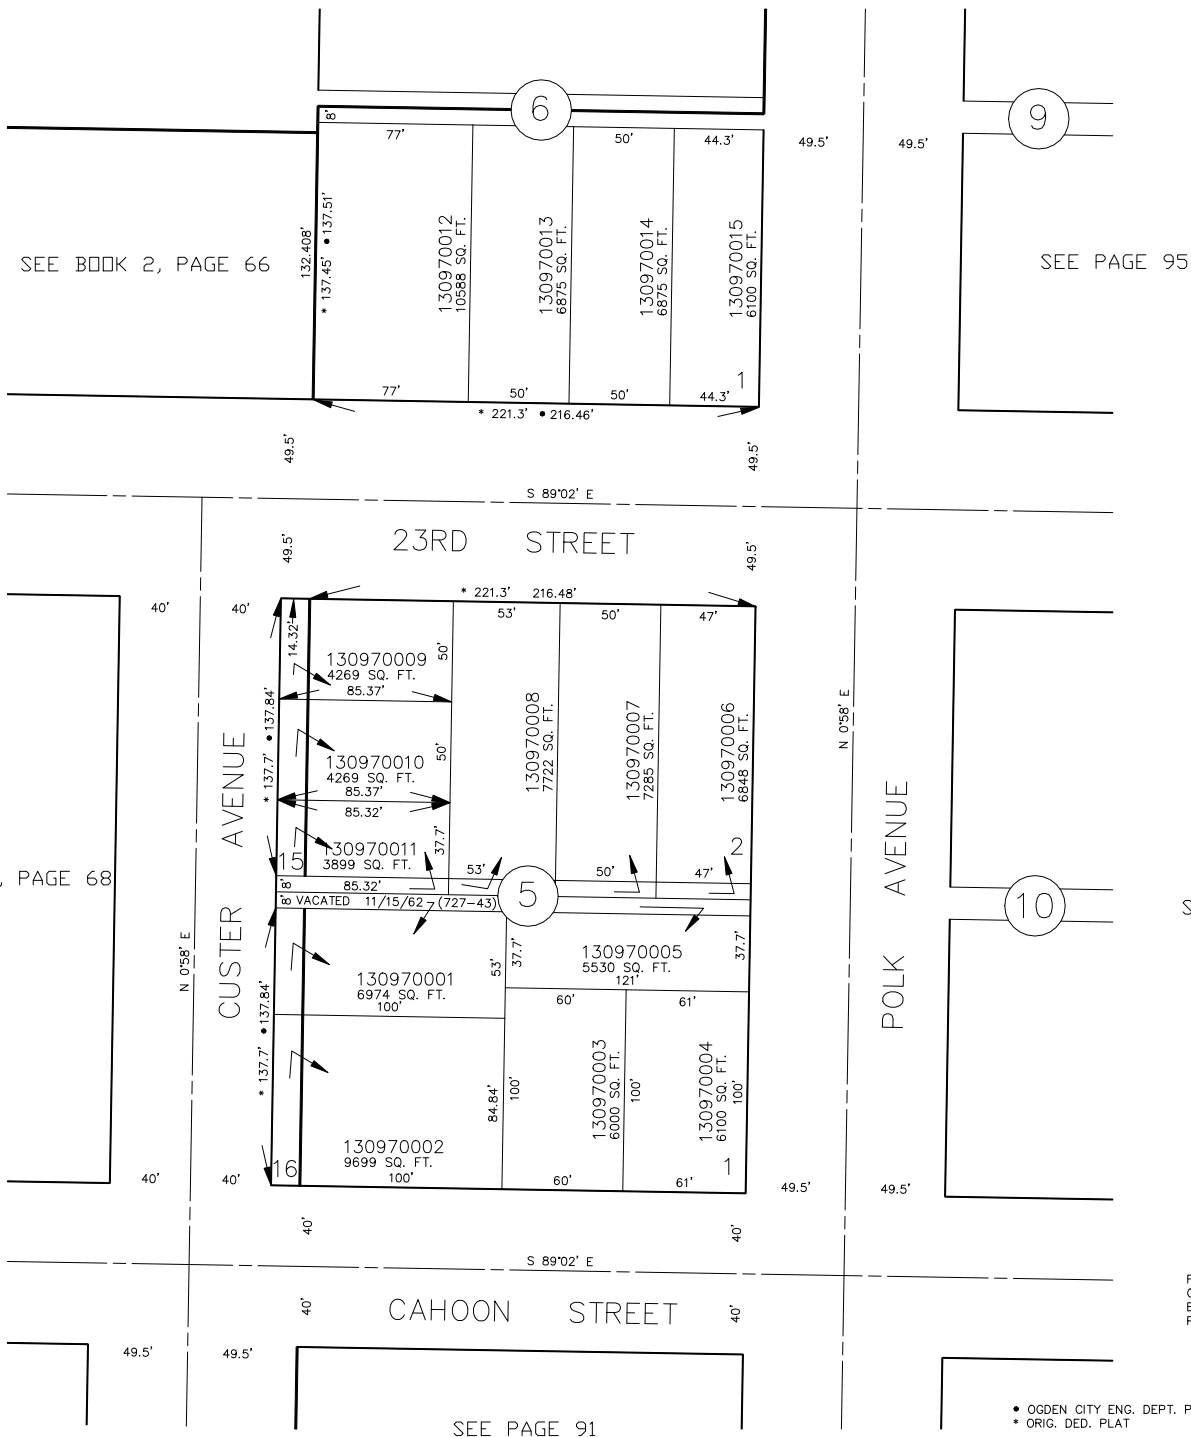 6
9
8'
77'
50'
44.3'
49.5'
49.5'
132.408'
* 137.45' • 137.51'
130970012
10588 SQ. FT.
130970013
6875 SQ. FT.
130970014
6875 SQ. FT.
130970015
6100 SQ. FT.
SEE BOOK 2, PAGE 66
SEE PAGE 95
1
77'
50'
50'
44.3'
* 221.3' • 216.46'
49.5'
49.5'
S 89°02' E
23RD STREET
49.5'
49.5'
40'
40'
* 221.3' 216.48'
53'
50'
47'
14.32'
50'
130970009
4269 SQ. FT.
85.37'
* 137.7' • 137.84'
130970008
7722 SQ. FT.
130970007
7285 SQ. FT.
130970006
6848 SQ. FT.
N 0°58' E
50'
130970010
4269 SQ. FT.
85.37'
85.32'
CUSTER AVENUE
POLK AVENUE
37.7'
130970011
3899 SQ. FT.
15
2
, PAGE 68
53'
50'
47'
8'
85.32'
8'
VACATED 11/15/62 - (727-43)
5
10
S
N 0°58' E
37.7'
130970005
5530 SQ. FT.
121'
37.7'
53'
130970001
6974 SQ. FT.
100'
60'
61'
* 137.7' • 137.84'
84.84'
100'
130970003
6000 SQ. FT.
130970004
6100 SQ. FT.
100'
130970002
9699 SQ. FT.
100'
16
1
60'
61'
40'
40'
49.5'
49.5'
40'
40'
S 89°02' E
CAHOON STREET
40'
40'
49.5'
49.5'
SEE PAGE 91
• OGDEN CITY ENG. DEPT. P
* ORIG. DED. PLAT